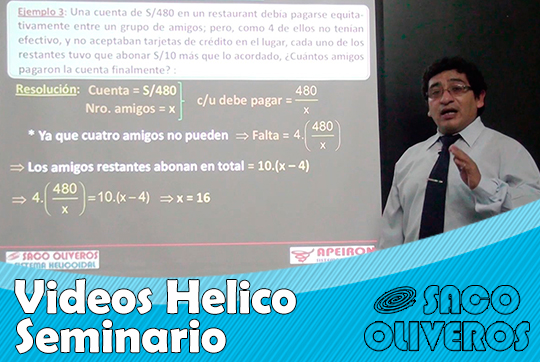 Ejemplo 3: Una cuenta de S/480 en un restaurant debía pagarse equita-
tivamente entre un grupo de amigos; pero, como 4 de ellos no tenían
efectivo, y no aceptaban tarjetas de crédito en el lugar, cada uno de los
restantes tuvo que abonar S/10 más que lo acordado, ¿Cuántos amigos
pagaron la cuenta finalmente? :
Resolución: Cuenta = S/480
Nro. amigos = x
c/u debe pagar = 480/x
* Ya que cuatro amigos no pueden ⇒ Falta = 4.(480/x)
⇒ Los amigos restantes abonan en total = 10.(x – 4)
⇒ 4.(480/x) = 10.(x – 4) ⇒ x = 16
SACO OLIVEROS
SISTEMA HELICOIDAL
APEIRON
Videos Helico
Seminario
SACO
OLIVEROS